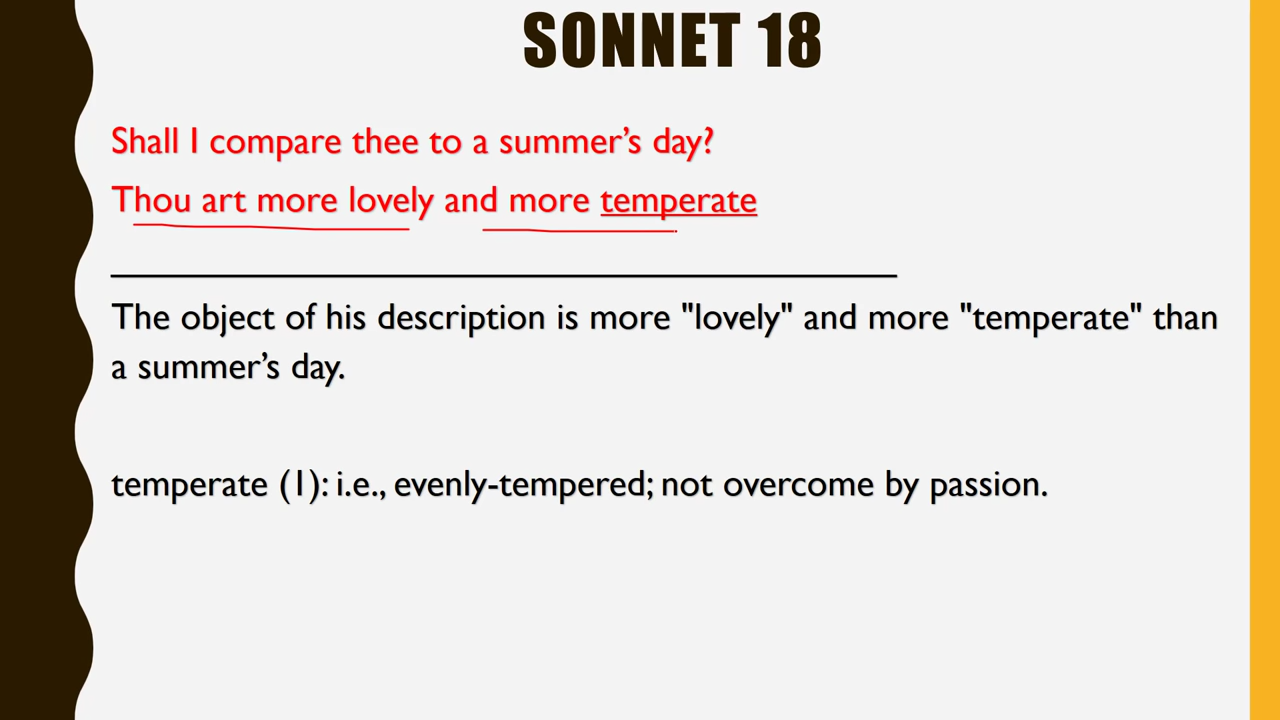 SONNET 18
Shall I compare thee to a summer’s day?
Thou art more lovely and more temperate
The object of his description is more "lovely" and more "temperate" than
a summer’s day.
temperate (1): i.e., evenly-tempered; not overcome by passion.